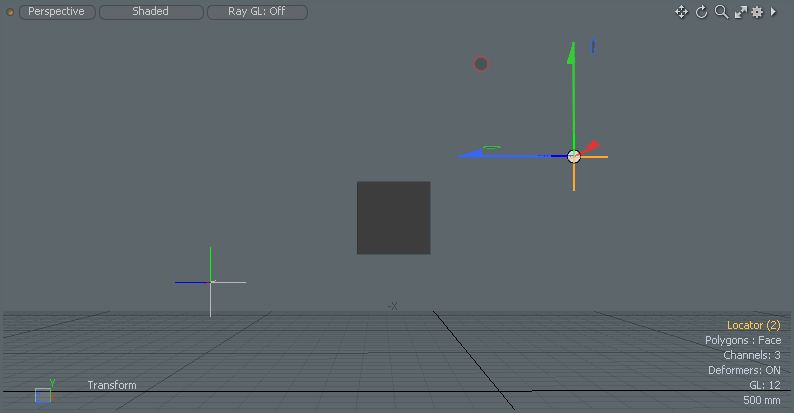 Perspective Shaded Ray GL: Off
-X
Locator (2)
Polygons : Face
Channels: 3
Deformers: ON
GL: 12
500 mm
Y
Transform